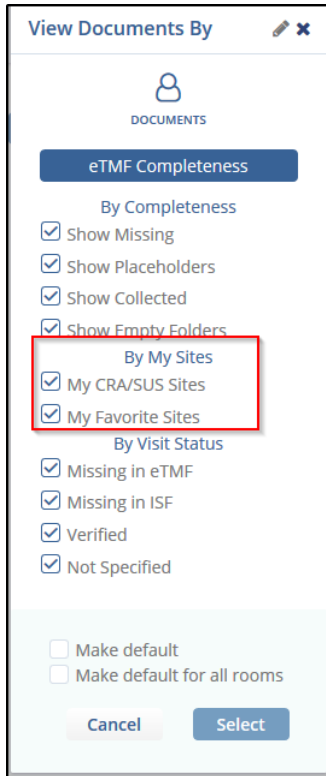 View Documents By
DOCUMENTS
eTMF Completeness
By Completeness
Show Missing
Show Placeholders
Show Collected
Show Empty Folders
By My Sites
My CRA/SUS Sites
My Favorite Sites
By Visit Status
Missing in eTMF
Missing in ISF
Verified
Not Specified
Make default
Make default for all rooms
Cancel Select